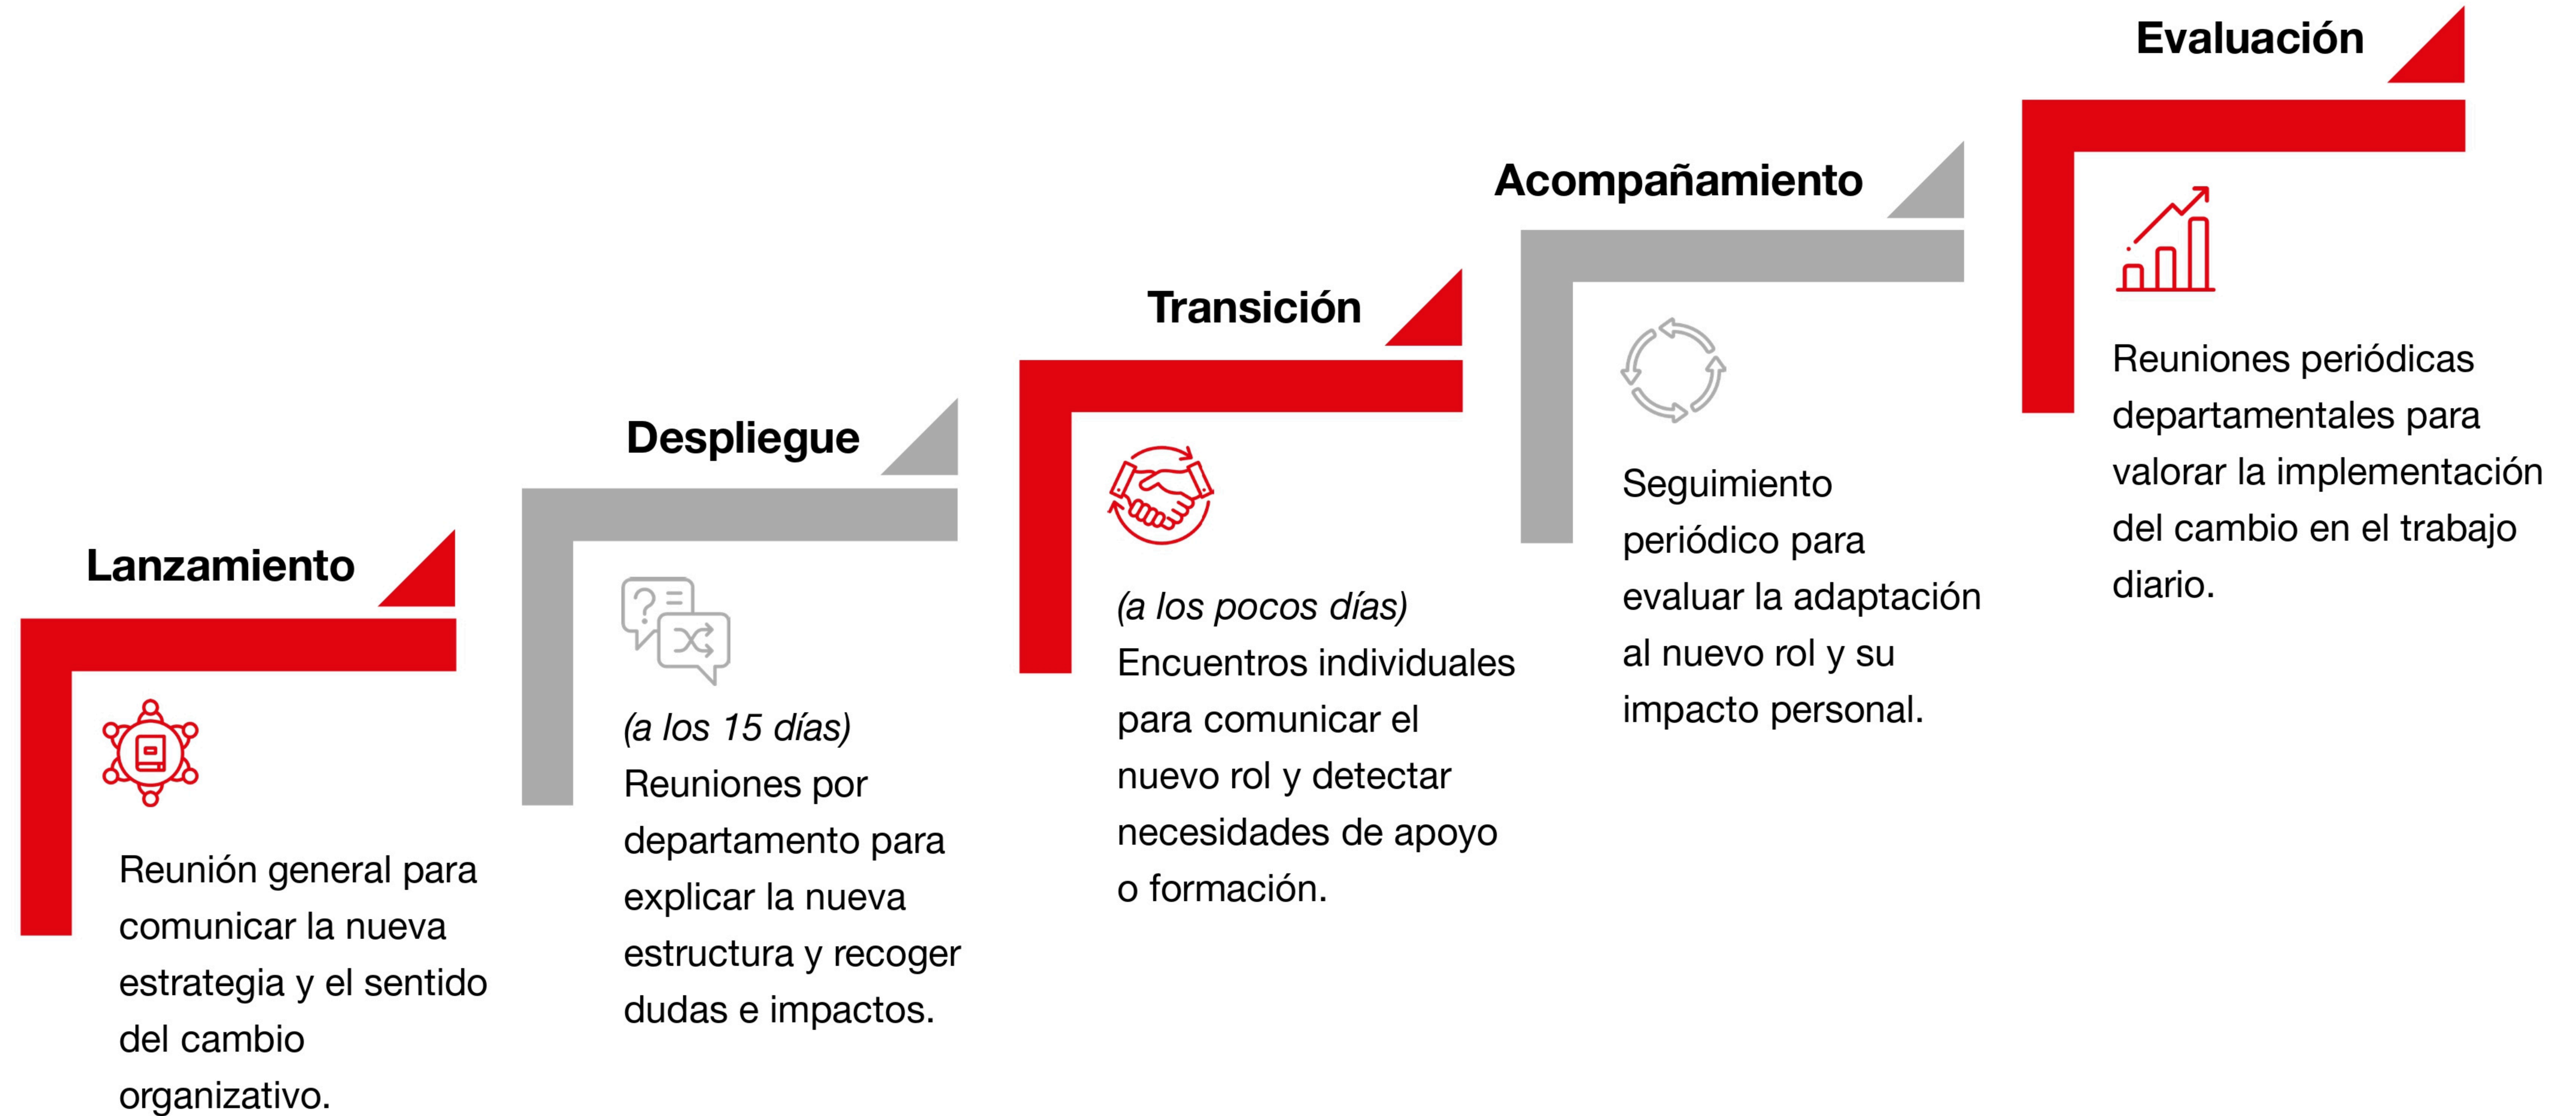 Lanzamiento
Reunión general para
comunicar la nueva
estrategia y el sentido
del cambio
organizativo.
Despliegue
(a los 15 días)
Reuniones por
departamento para
explicar la nueva
estructura y recoger
dudas e impactos.
Transición
(a los pocos días)
Encuentros individuales
para comunicar el
nuevo rol y detectar
necesidades de apoyo
o formación.
Acompañamiento
Seguimiento
periódico para
evaluar la adaptación
al nuevo rol y su
impacto personal.
Evaluación
Reuniones periódicas
departamentales para
valorar la implementación
del cambio en el trabajo
diario.